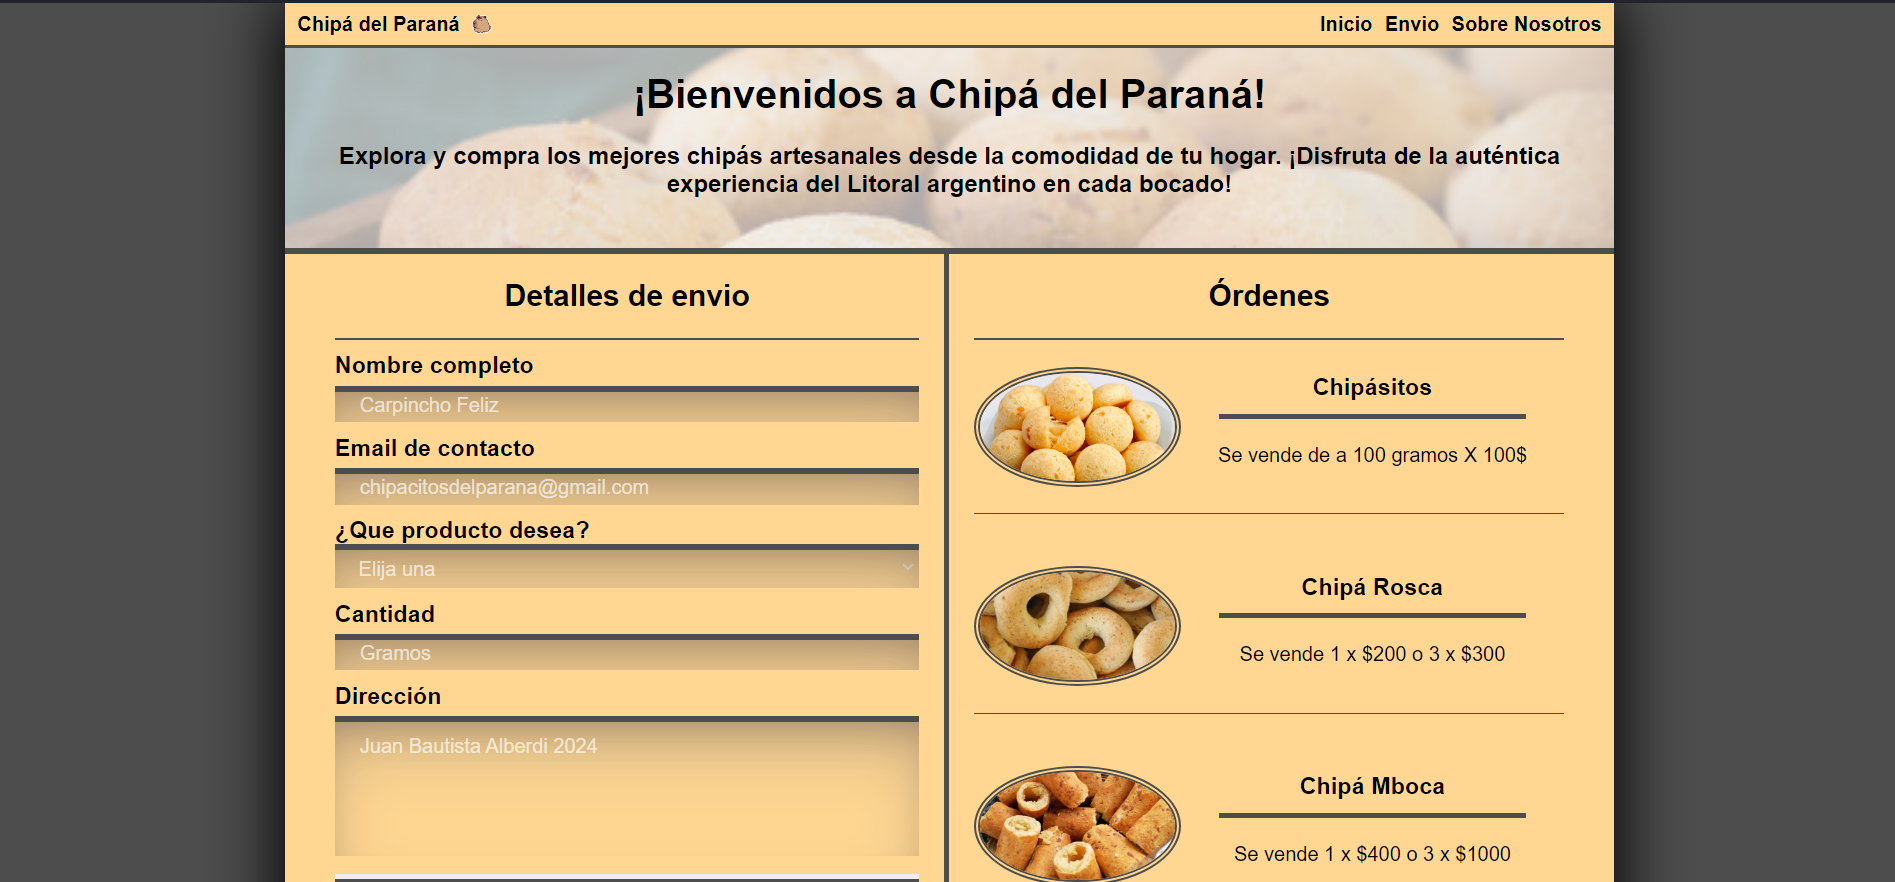 Chipá del Paraná
Inicio Envio Sobre Nosotros
¡Bienvenidos a Chipá del Paraná!
Explora y compra los mejores chipás artesanales desde la comodidad de tu hogar. ¡Disfruta de la auténtica
experiencia del Litoral argentino en cada bocado!
Detalles de envio
Nombre completo
Carpincho Feliz
Email de contacto
chipacitosdelparana@gmail.com
¿Que producto desea?
Elija una
Cantidad
Gramos
Dirección
Juan Bautista Alberdi 2024
Órdenes
Chipásitos
Se vende de a 100 gramos X 100$
Chipá Rosca
Se vende 1 x $200 o 3 x $300
Chipá Mboca
Se vende 1 x $400 o 3 x $1000